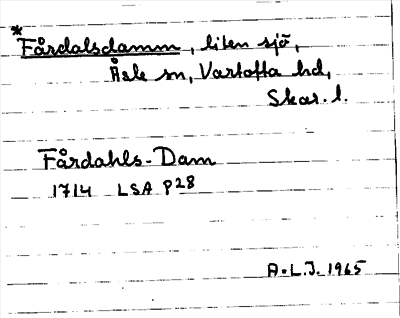 *Fårdalsdamm, liten sjö,
Åsle sn, Vartofta hd,
Skar. l.
Fårdahls-Dam
1714 LSA P28
A.L.J. 1965